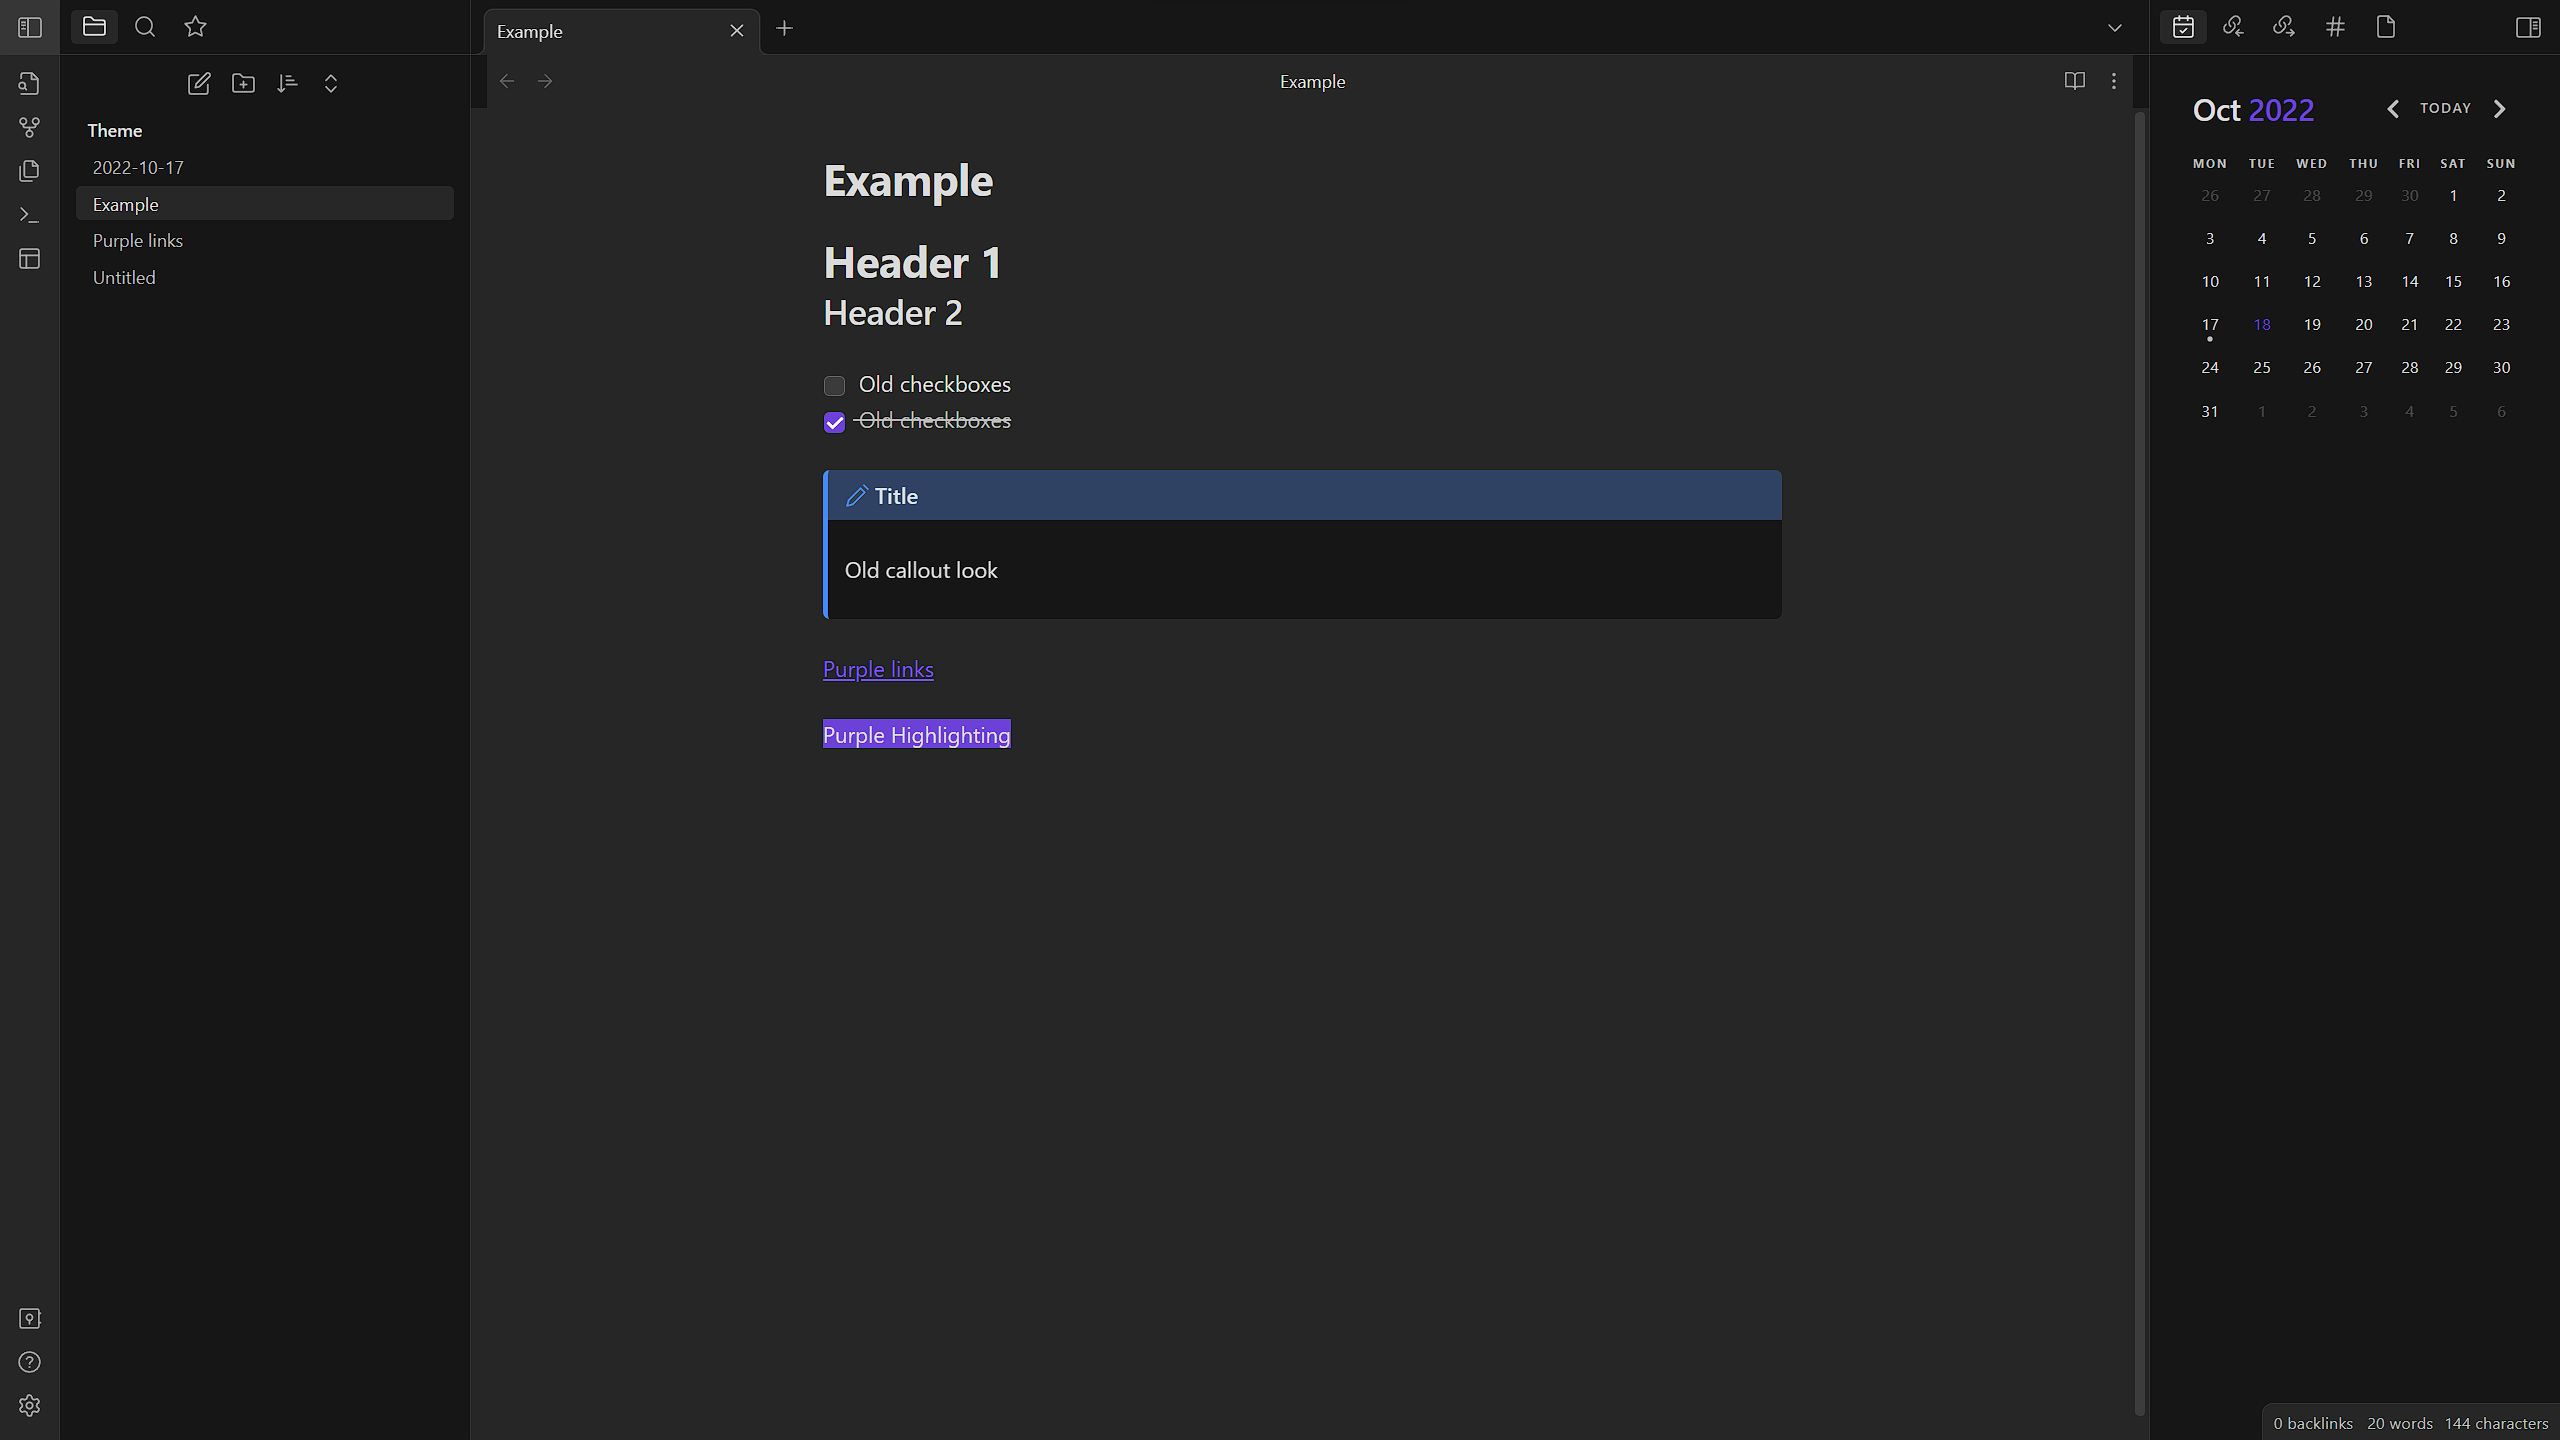 Example
Example
Theme
2022-10-17
Example
Purple links
Untitled
Example
Header 1
Header 2
Old checkboxes
Old checkboxes
Title
Old callout look
Purple links
Purple Highlighting
Oct 2022 TODAY
MON TUE WED THU FRI SAT SUN
26 27 28 29 30 1 2
3 4 5 6 7 8 9
10 11 12 13 14 15 16
17 18 19 20 21 22 23
24 25 26 27 28 29 30
31 1 2 3 4 5 6
0 backlinks 20 words 144 characters